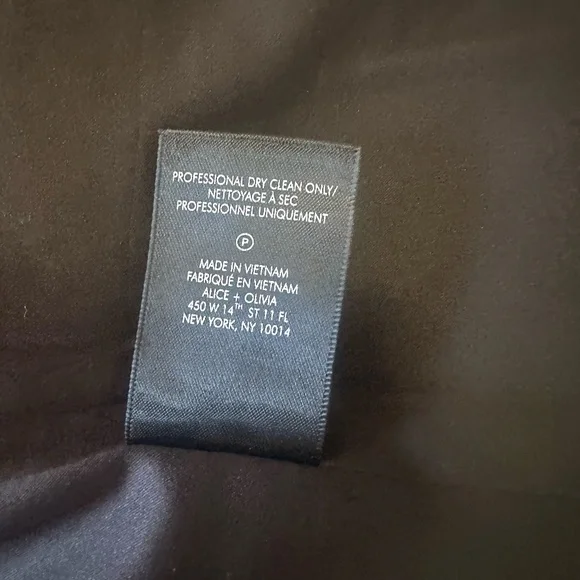 PROFESSIONAL DRY CLEAN ONLY/
NETTOYAGE À SEC
PROFESSIONNEL UNIQUEMENT
P
MADE IN VIETNAM
FABRIQUÉ EN VIETNAM
ALICE + OLIVIA
450 W 14TH ST 11 FL
NEW YORK, NY 10014